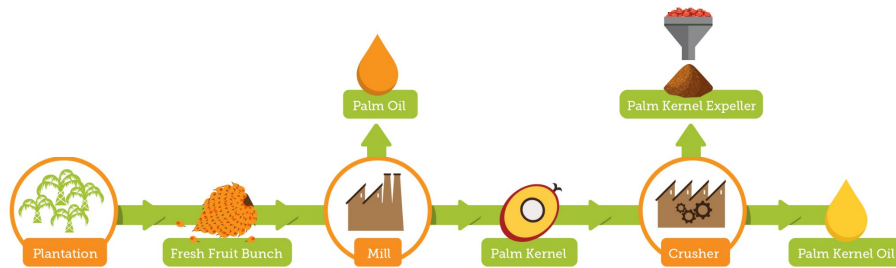 Palm Oil
Palm Kernel Expeller
Plantation
Fresh Fruit Bunch
Mill
Palm Kernel
Crusher
Palm Kernel Oil